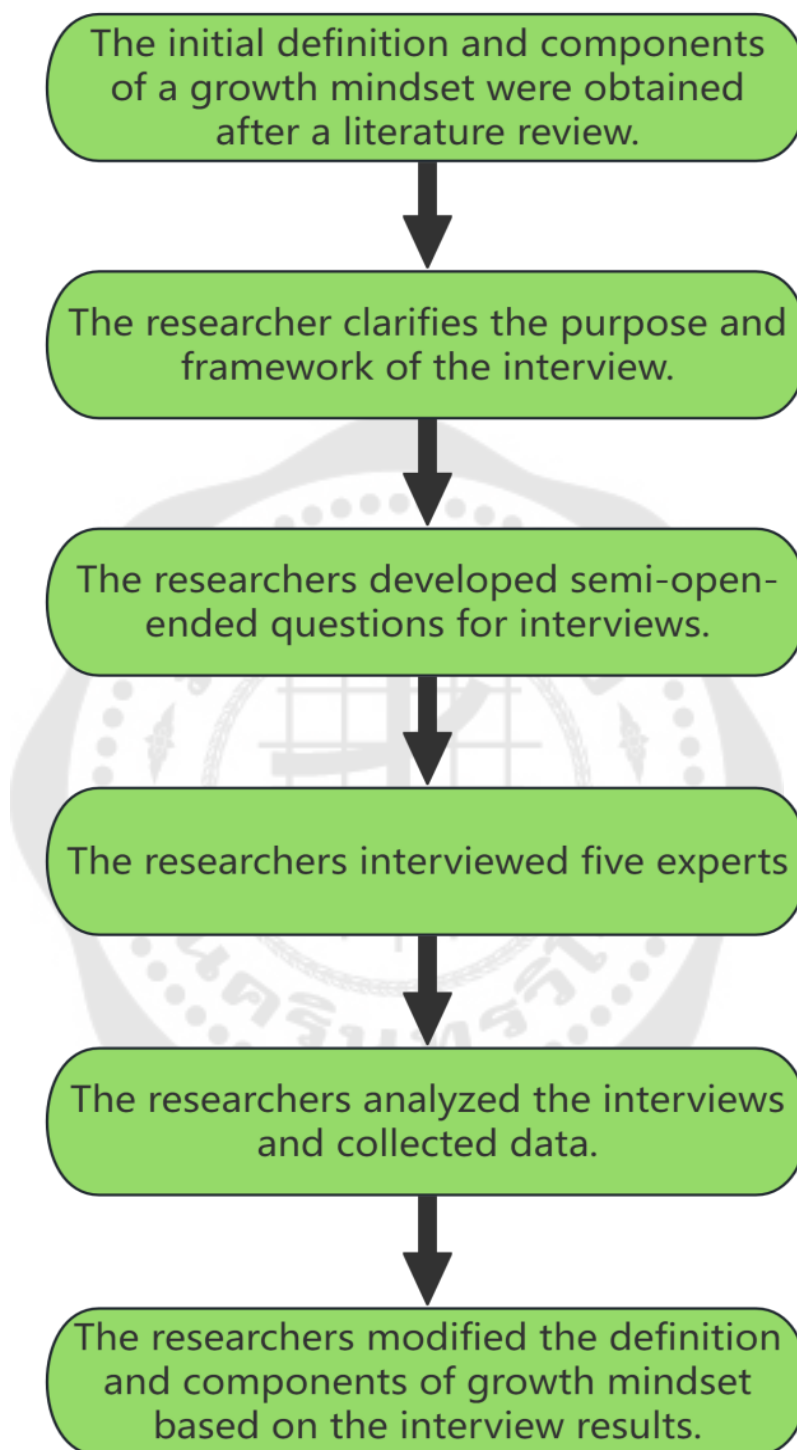 The initial definition and components
of a growth mindset were obtained
after a literature review.
The researcher clarifies the purpose and
framework of the interview.
The researchers developed semi-open-
ended questions for interviews.
The researchers interviewed five experts
The researchers analyzed the interviews
and collected data.
The researchers modified the definition
and components of growth mindset
based on the interview results.